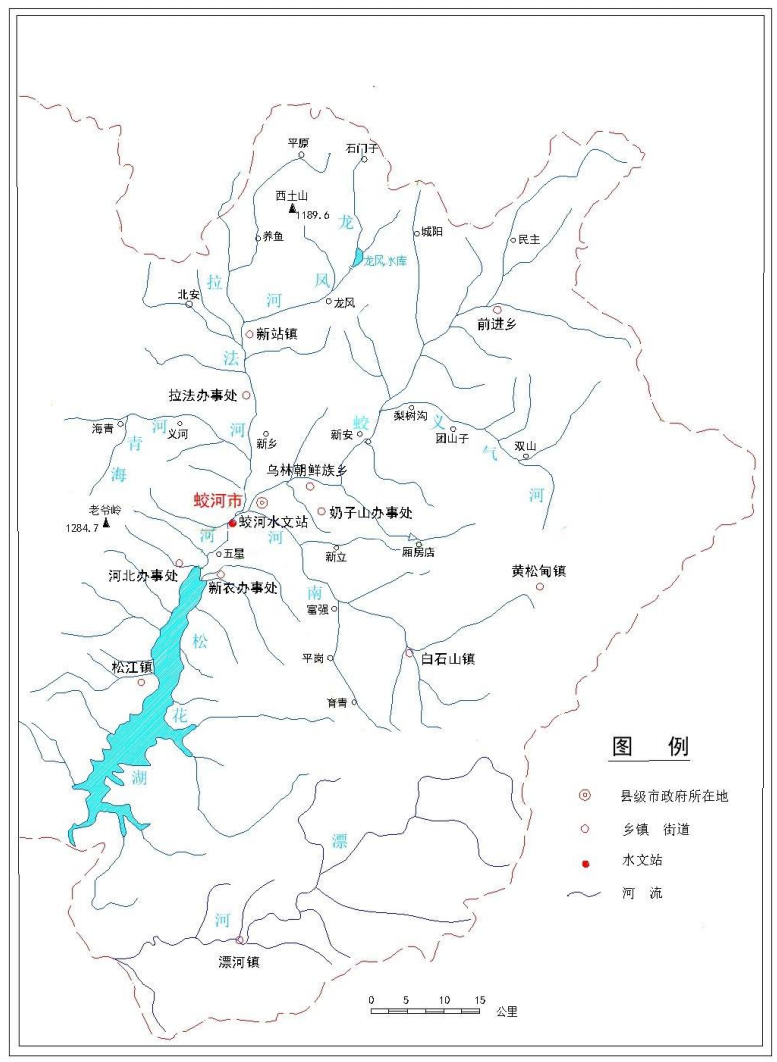 平原
石门子
西土山
1189.6
龙
城阳
养鱼
民主
龙凤水库
拉
风
北安
河
龙凤
前进乡
新站镇
法
拉法办事处
梨树沟
海青
河
义河
青
河
新乡
新安
蛟
义
团山子
气
双山
海
乌林朝鲜族乡
河
蛟河市
老爷岭
1284.7
奶子山办事处
蛟河水文站
河
河
五星
新立
厢房店
河北办事处
新农办事处
黄松甸镇
南
富强
松
平岗
白石山镇
松江镇
育青
花
湖
图 例
县级市政府所在地
乡镇 街道
水文站
河 流
漂
河
漂河镇
0 5 10 15
公里